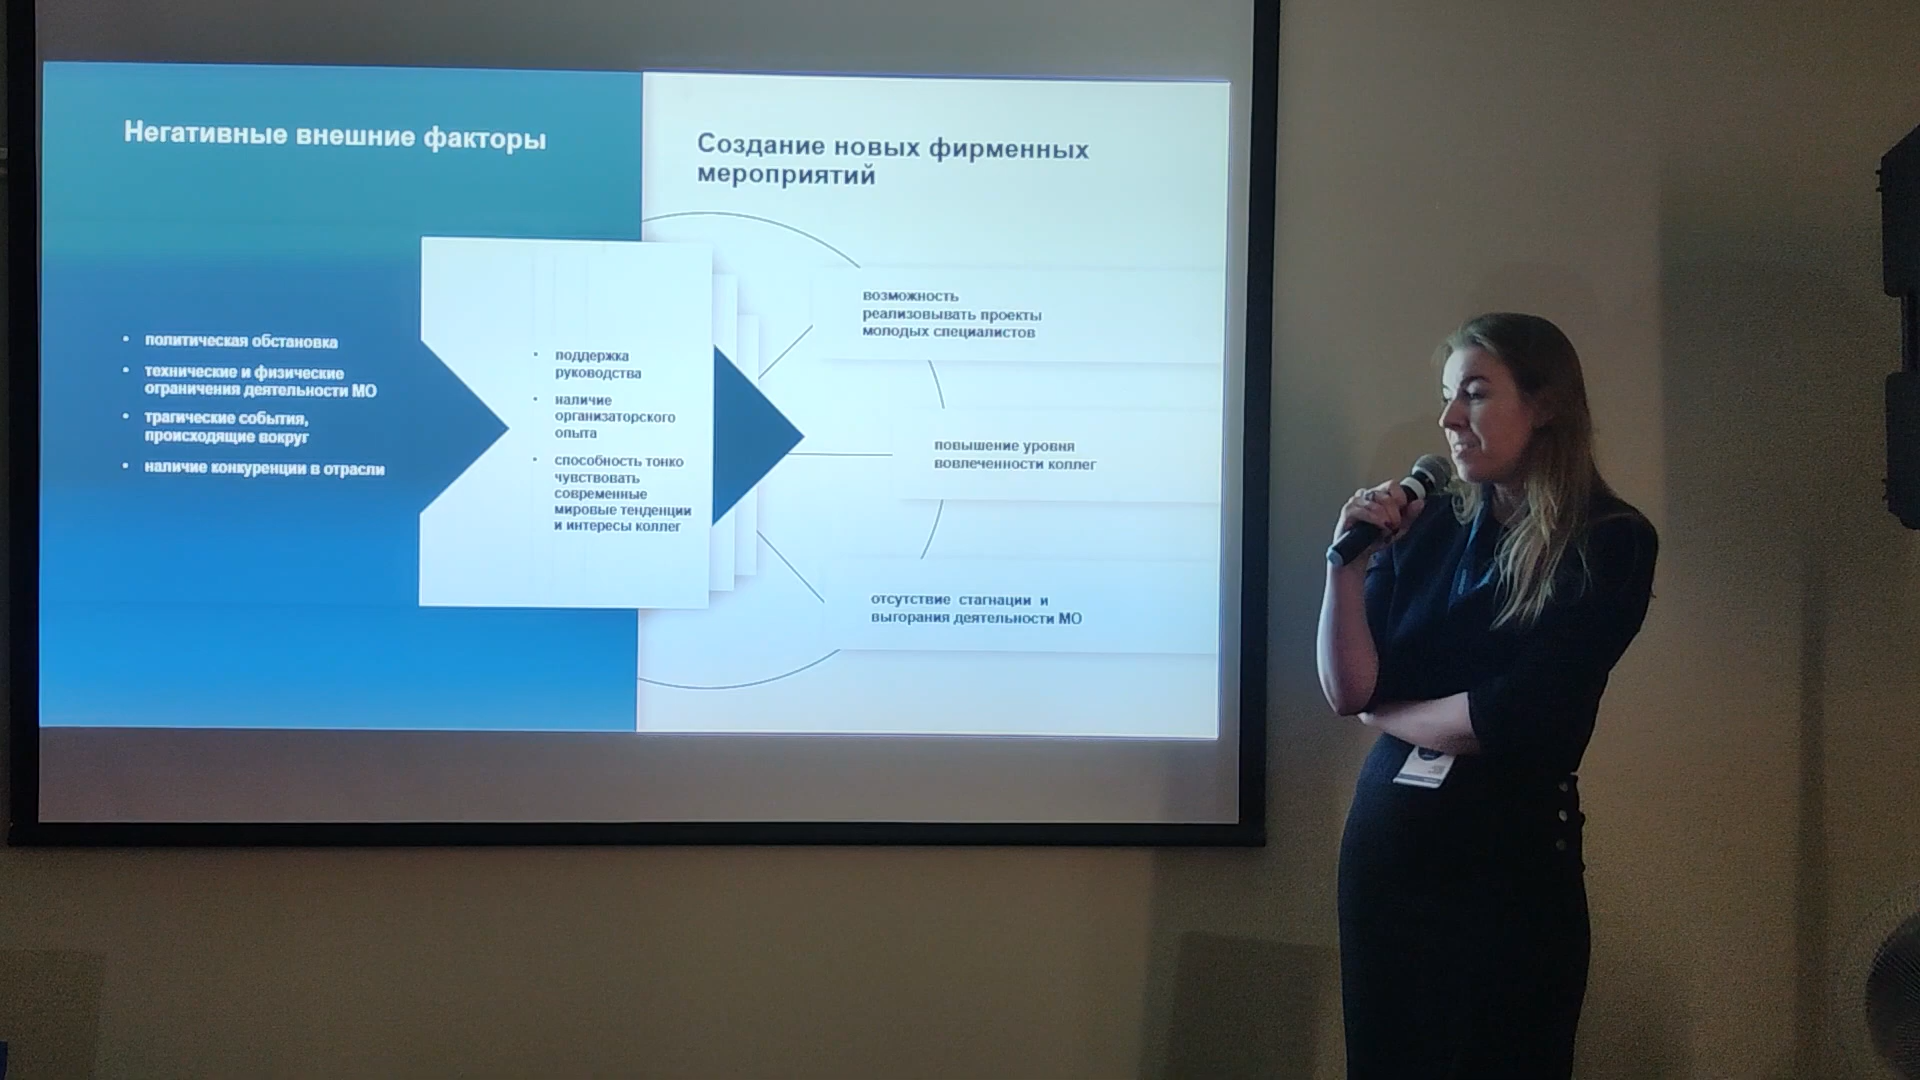 Негативные внешние факторы
• политическая обстановка
• технические и физические
ограничения деятельности МО
• трагические события,
происходящие вокруг
• наличие конкуренции в отрасли
• поддержка
руководства
• наличие
организаторского
опыта
• способность тонко
чувствовать
современные
мировые тенденции
и интересы коллег
Создание новых фирменных
мероприятий
возможность
реализовывать проекты
молодых специалистов
повышение уровня
вовлеченности коллег
отсутствие стагнации и
выгорания деятельности МО